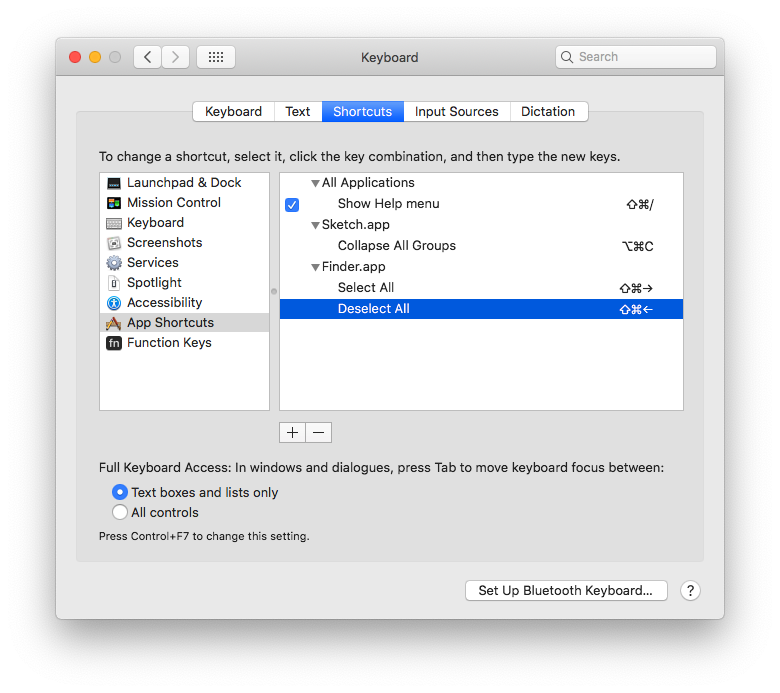 Keyboard
Search
Keyboard Text Shortcuts Input Sources Dictation
To change a shortcut, select it, click the key combination, and then type the new keys.
Launchpad & Dock
Mission Control
Keyboard
Screenshots
Services
Spotlight
Accessibility
App Shortcuts
fn Function Keys
All Applications
Show Help menu ⇧⌘/
Sketch.app
Collapse All Groups ⌥⌘C
Finder.app
Select All ⇧⌘→
Deselect All ⇧⌘←
+ −
Full Keyboard Access: In windows and dialogues, press Tab to move keyboard focus between:
Text boxes and lists only
All controls
Press Control+F7 to change this setting.
Set Up Bluetooth Keyboard... ?